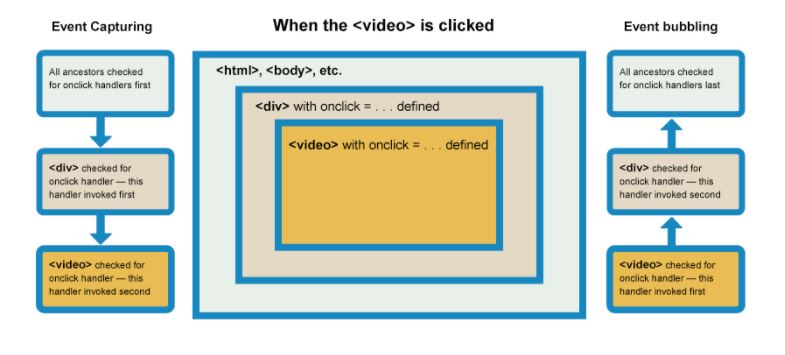 Event Capturing
When the <video> is clicked
Event bubbling
All ancestors checked
for onclick handlers first
<div> checked for
onclick handler — this
handler invoked first
<video> checked for
onclick handler — this
handler invoked second
<html>, <body>, etc.
<div> with onclick = . . . defined
<video> with onclick = . . . defined
All ancestors checked
for onclick handlers last
<div> checked for
onclick handler — this
handler invoked second
<video> checked for
onclick handler — this
handler invoked first